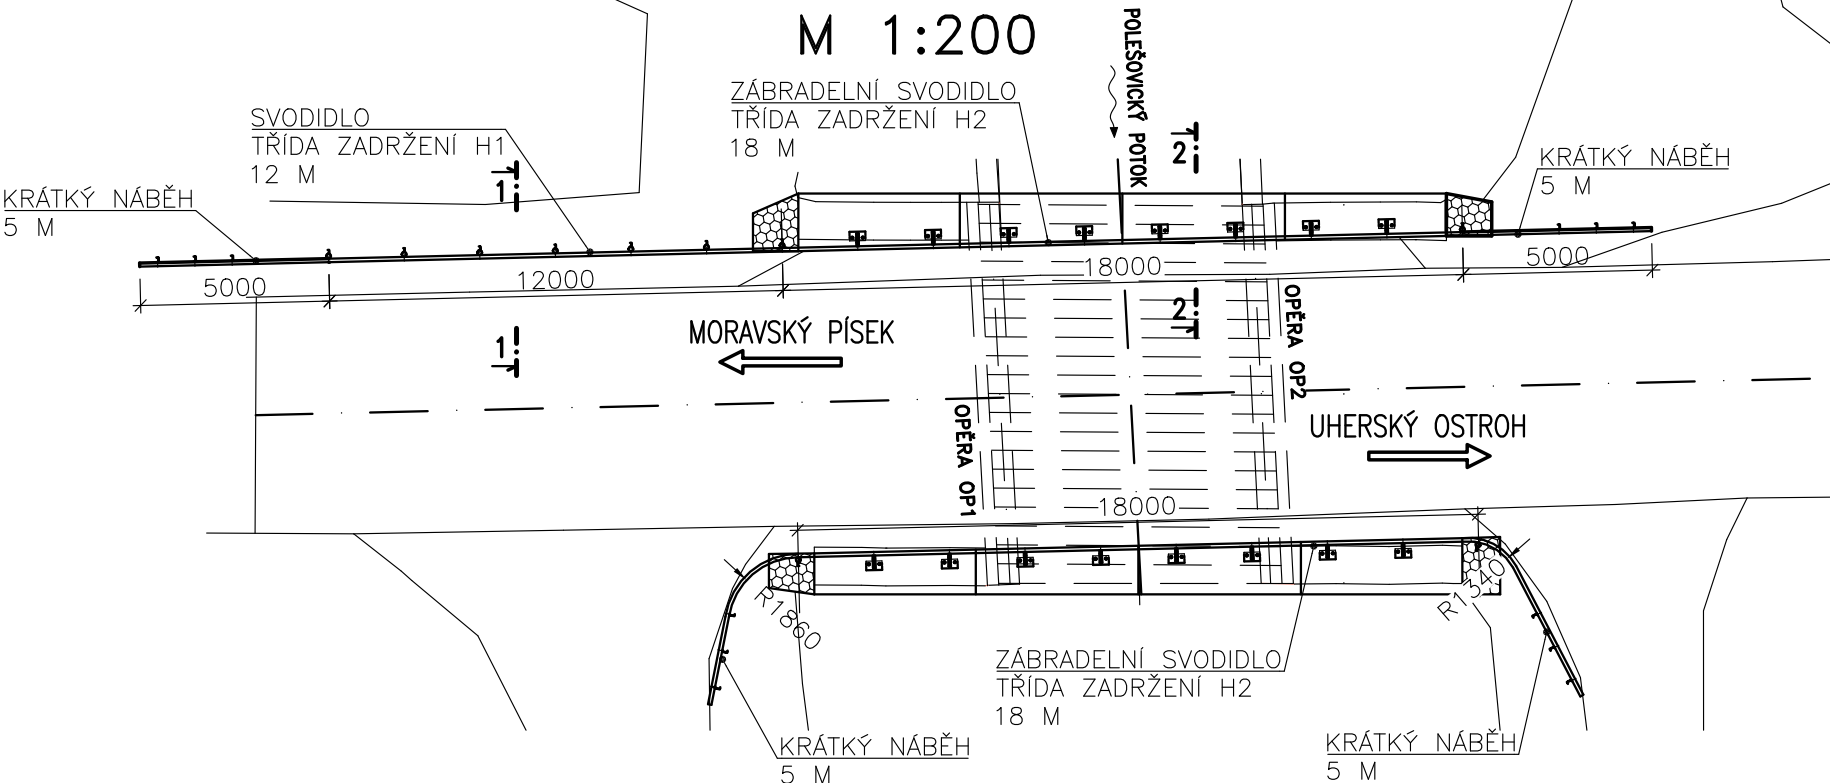 M 1:200
POLEŠOVICKÝ POTOK
ZÁBRADELNÍ SVODIDLO
TŘÍDA ZADRŽENÍ H2
18 M
SVODIDLO
TŘÍDA ZADRŽENÍ H1
12 M
1
2
KRÁTKÝ NÁBĚH
5 M
KRÁTKÝ NÁBĚH
5 M
5000
12000
18000
5000
1
2
MORAVSKÝ PÍSEK
OPĚRA OP2
OPĚRA OP1
UHERSKÝ OSTROH
18000
R1860
R1340
ZÁBRADELNÍ SVODIDLO
TŘÍDA ZADRŽENÍ H2
18 M
KRÁTKÝ NÁBĚH
5 M
KRÁTKÝ NÁBĚH
5 M